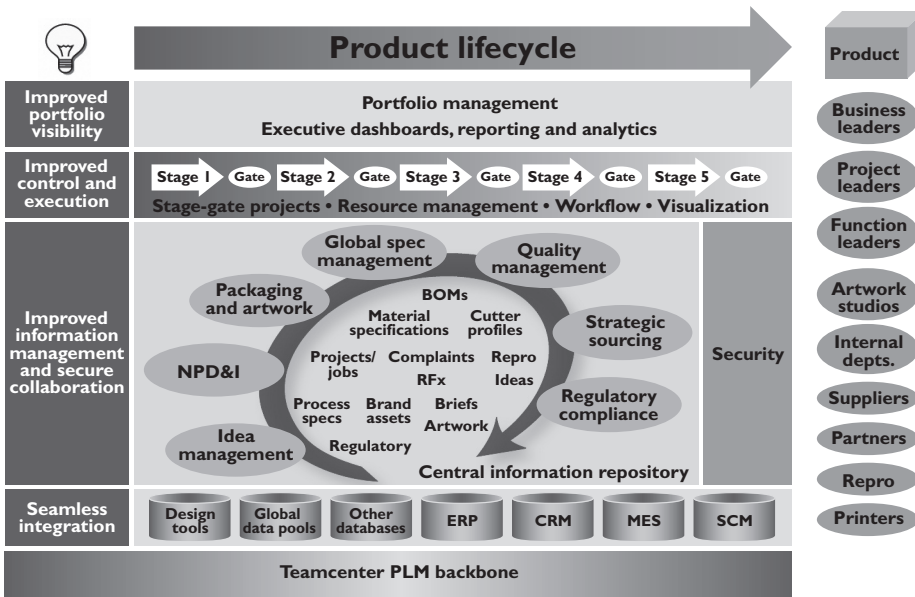 Product lifecycle
Product
Improved
portfolio
visibility
Portfolio management
Executive dashboards, reporting and analytics
Improved
control and
execution
Stage 1 Gate Stage 2 Gate Stage 3 Gate Stage 4 Gate Stage 5 Gate
Stage-gate projects • Resource management • Workflow • Visualization
Improved
information
management
and secure
collaboration
Idea
management
NPD&I
Packaging
and artwork
Global spec
management
Quality
management
Strategic
sourcing
Regulatory
compliance
BOMs
Material
specifications
Cutter
profiles
Projects/
jobs
Complaints
Repro
RFx
Ideas
Process
specs
Brand
assets
Briefs
Artwork
Regulatory
Central information repository
Security
Seamless
integration
Design
tools
Global
data pools
Other
databases
ERP
CRM
MES
SCM
Teamcenter PLM backbone
Business
leaders
Project
leaders
Function
leaders
Artwork
studios
Internal
depts.
Suppliers
Partners
Repro
Printers